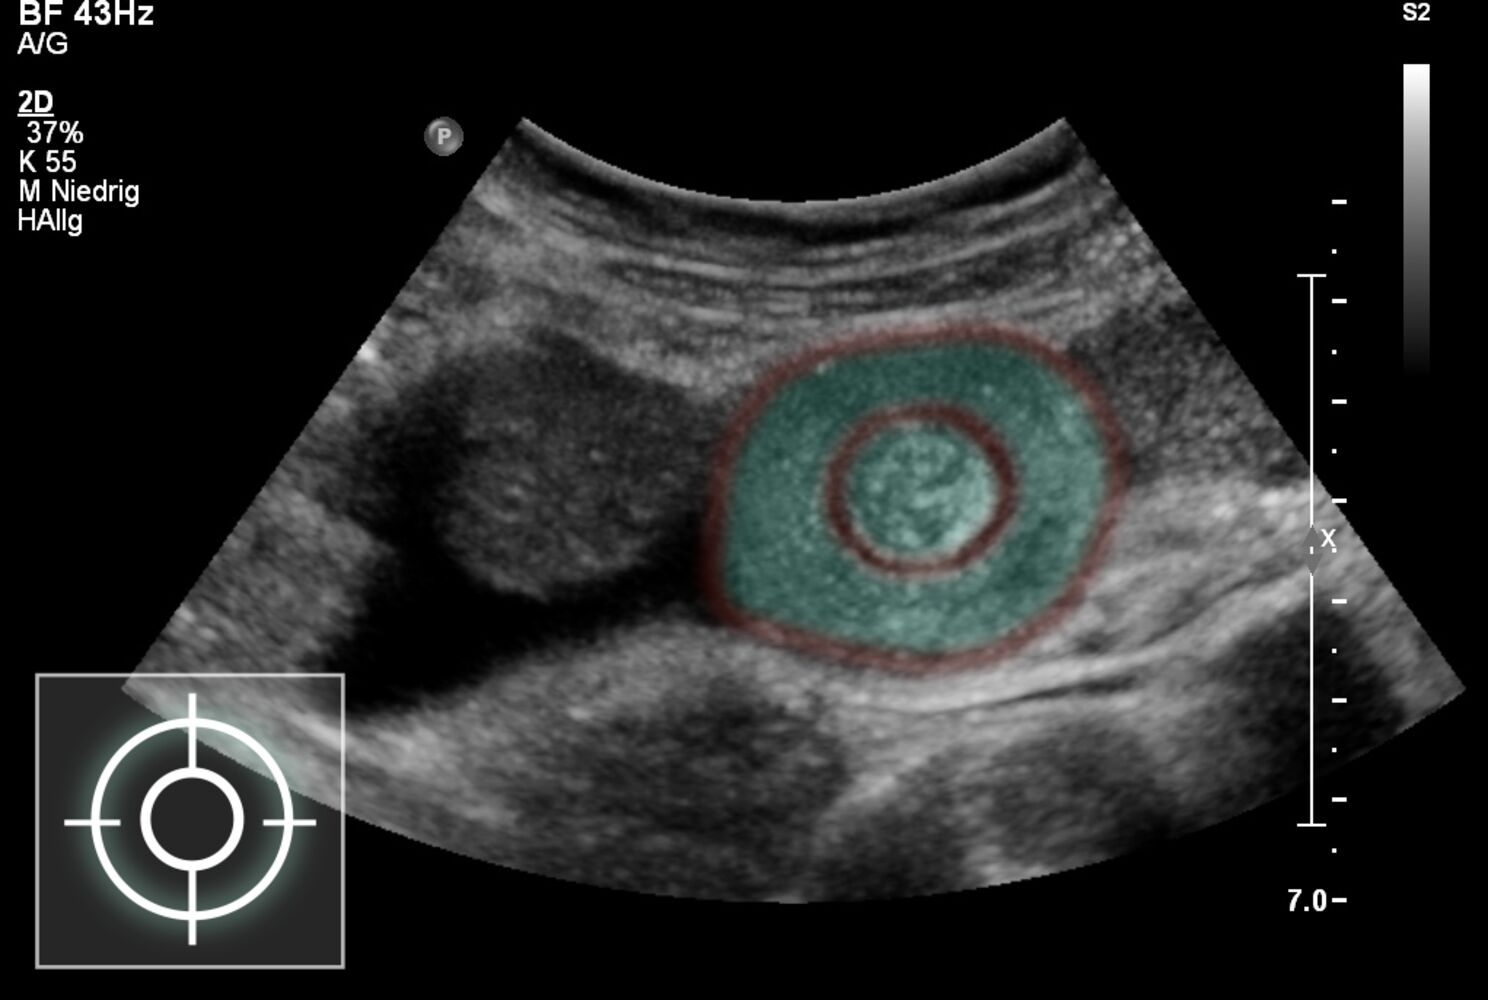 BF 43Hz
A/G
2D
37%
K 55
M Niedrig
HAllg
P
S2
X
7.0